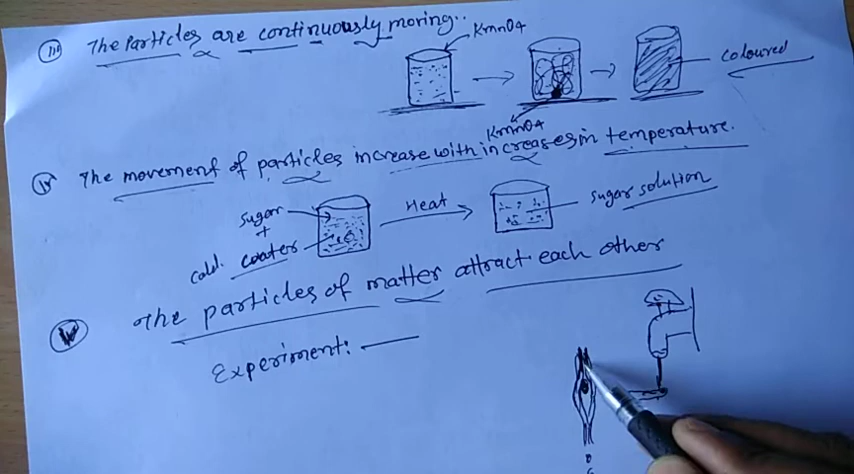 (iii) The Particles are continuously moving..
KmnO4
coloured
KmnO4
(iv) The movement of particles increase with increases in temperature.
Sugar
+
cold. water
Heat
sugar solution
(v) The particles of matter attract each other
Experiment: —